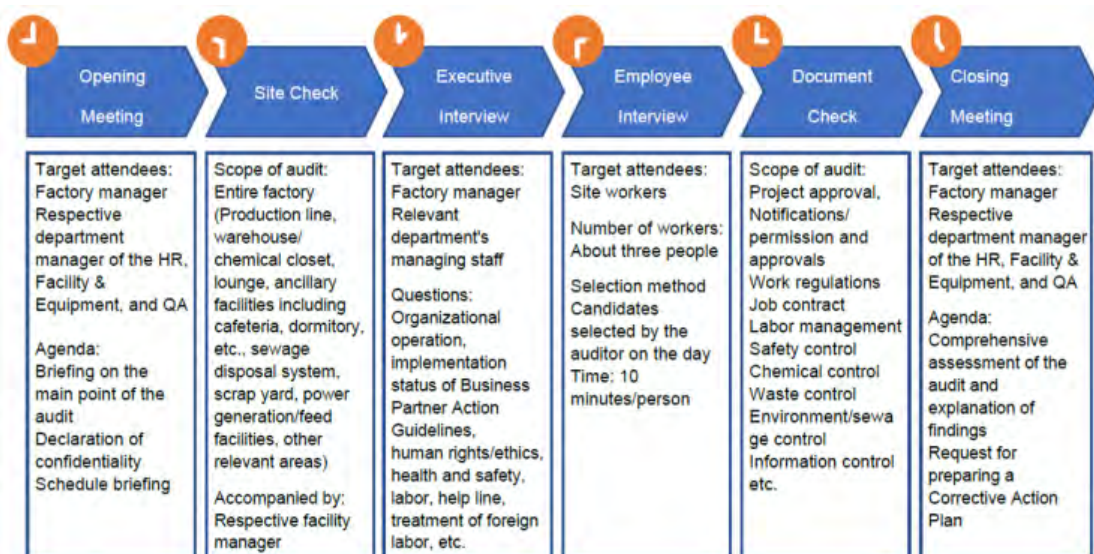 Opening
Meeting
Site Check
Executive
Interview
Employee
Interview
Document
Check
Closing
Meeting
Target attendees:
Factory manager
Respective
department
manager of the HR,
Facility &
Equipment, and QA
Agenda:
Briefing on the
main point of the
audit
Declaration of
confidentiality
Schedule briefing
Scope of audit:
Entire factory
(Production line,
warehouse/
chemical closet,
lounge, ancillary
facilities including
cafeteria, dormitory,
etc., sewage
disposal system,
scrap yard, power
generation/feed
facilities, other
relevant areas)
Accompanied by:
Respective facility
manager
Target attendees:
Factory manager
Relevant
department's
managing staff
Questions:
Organizational
operation,
implementation
status of Business
Partner Action
Guidelines,
human rights/ethics,
health and safety,
labor, help line,
treatment of foreign
labor, etc.
Target attendees:
Site workers
Number of workers:
About three people
Selection method
Candidates
selected by the
auditor on the day
Time: 10
minutes/person
Scope of audit:
Project approval,
Notifications/
permission and
approvals
Work regulations
Job contract
Labor management
Safety control
Chemical control
Waste control
Environment/sewa
ge control
Information control
etc.
Target attendees:
Factory manager
Respective
department manager
of the HR, Facility &
Equipment, and QA
Agenda:
Comprehensive
assessment of the
audit and
explanation of
findings
Request for
preparing a
Corrective Action
Plan